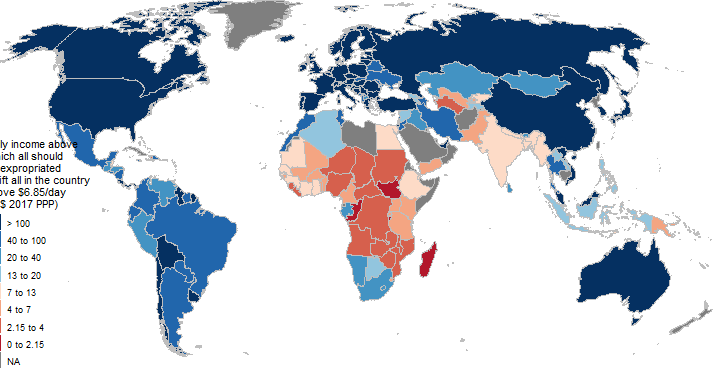 ly income above
which all should
expropriated
ift all in the country
ove $6.85/day
$ 2017 PPP)
> 100
40 to 100
20 to 40
13 to 20
7 to 13
4 to 7
2.15 to 4
0 to 2.15
NA